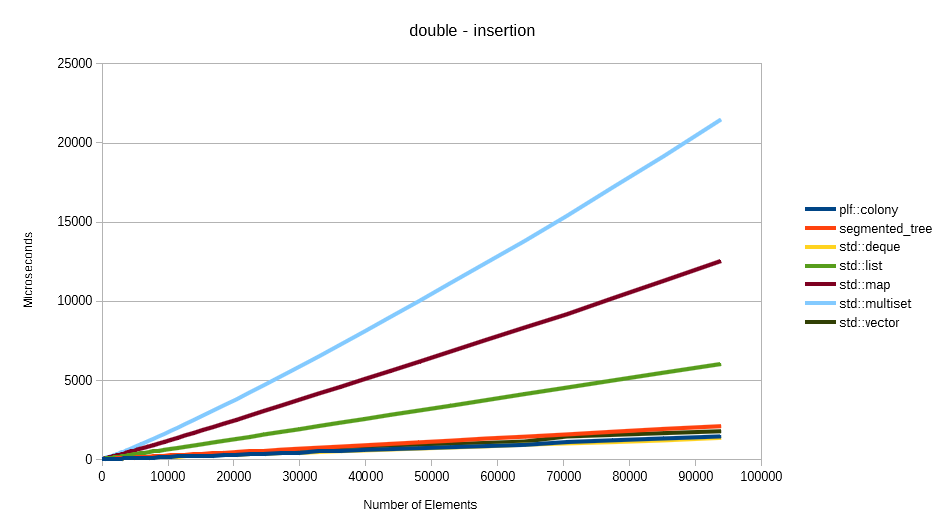 double - insertion
25000
20000
15000
10000
5000
0
Microseconds
0 10000 20000 30000 40000 50000 60000 70000 80000 90000 100000
Number of Elements
plf::colony
segmented_tree
std::deque
std::list
std::map
std::multiset
std::vector